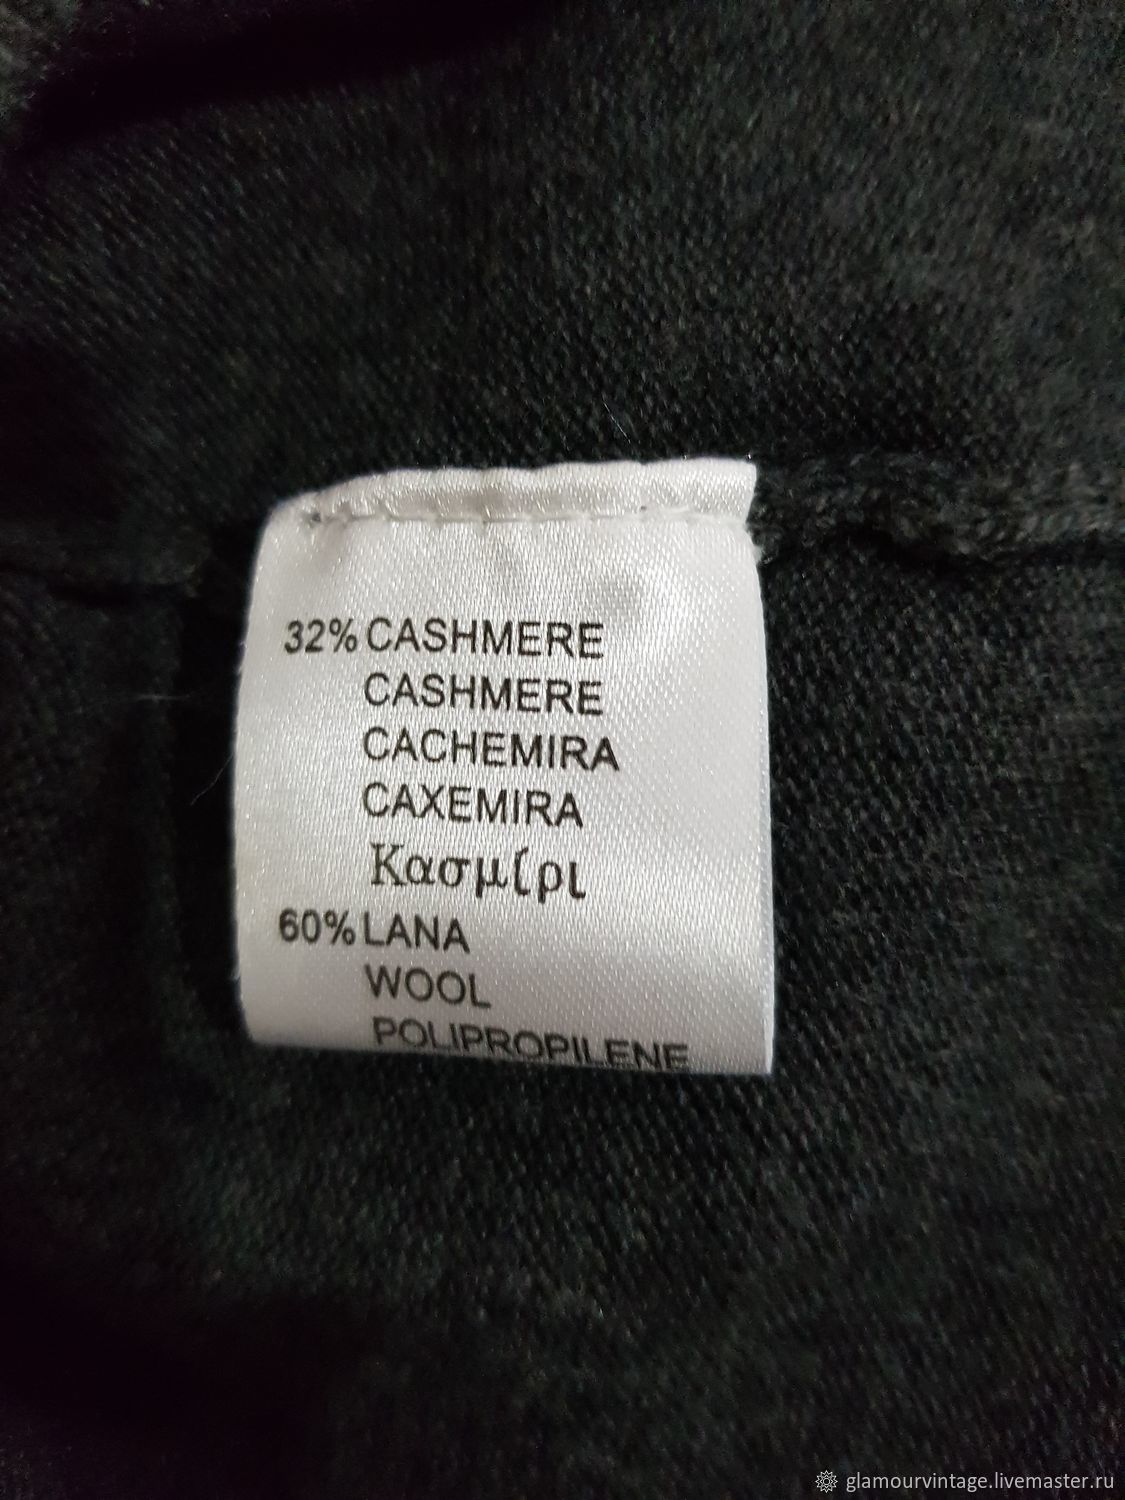 32% CASHMERE
CASHMERE
CACHEMIRA
CAXEMIRA
Κασμίρι
60% LANA
WOOL
POLIPROPILENE
glamourvintage.livemaster.ru